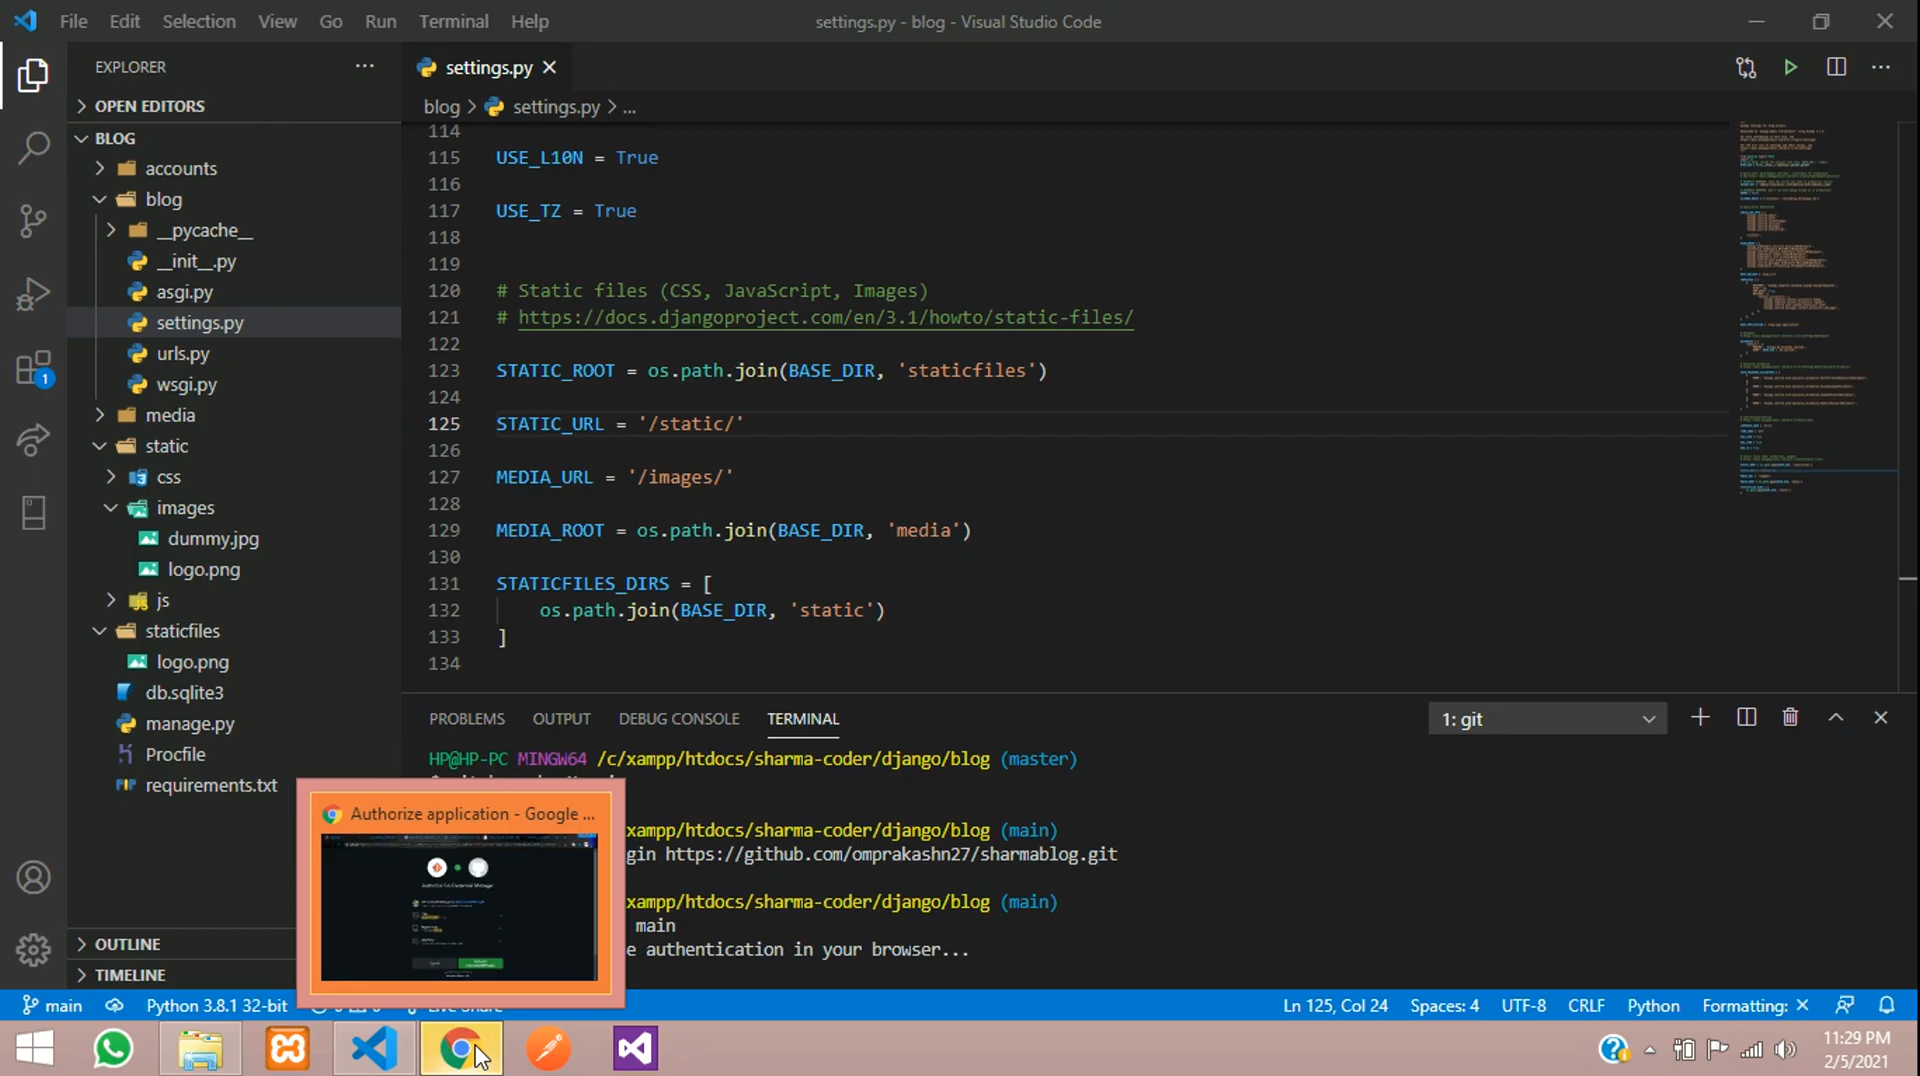 File Edit Selection View Go Run Terminal Help
settings.py - blog - Visual Studio Code
EXPLORER
OPEN EDITORS
BLOG
accounts
blog
__pycache__
__init__.py
asgi.py
settings.py
urls.py
wsgi.py
media
static
css
images
dummy.jpg
logo.png
js
staticfiles
logo.png
db.sqlite3
manage.py
Procfile
requirements.txt
OUTLINE
TIMELINE
1
settings.py
blog > settings.py > ...
114
115 USE_L10N = True
116
117 USE_TZ = True
118
119
120 # Static files (CSS, JavaScript, Images)
121 # https://docs.djangoproject.com/en/3.1/howto/static-files/
122
123 STATIC_ROOT = os.path.join(BASE_DIR, 'staticfiles')
124
125 STATIC_URL = '/static/'
126
127 MEDIA_URL = '/images/'
128
129 MEDIA_ROOT = os.path.join(BASE_DIR, 'media')
130
131 STATICFILES_DIRS = [
132 os.path.join(BASE_DIR, 'static')
133 ]
134
PROBLEMS OUTPUT DEBUG CONSOLE TERMINAL
1: git
HP@HP-PC MINGW64 /c/xampp/htdocs/sharma-coder/django/blog (master)
xampp/htdocs/sharma-coder/django/blog (main)
gin https://github.com/omprakashn27/sharmablog.git
xampp/htdocs/sharma-coder/django/blog (main)
main
e authentication in your browser...
Authorize application - Google ...
main Python 3.8.1 32-bit Live Share Ln 125, Col 24 Spaces: 4 UTF-8 CRLF Python Formatting: ×
11:29 PM
2/5/2021